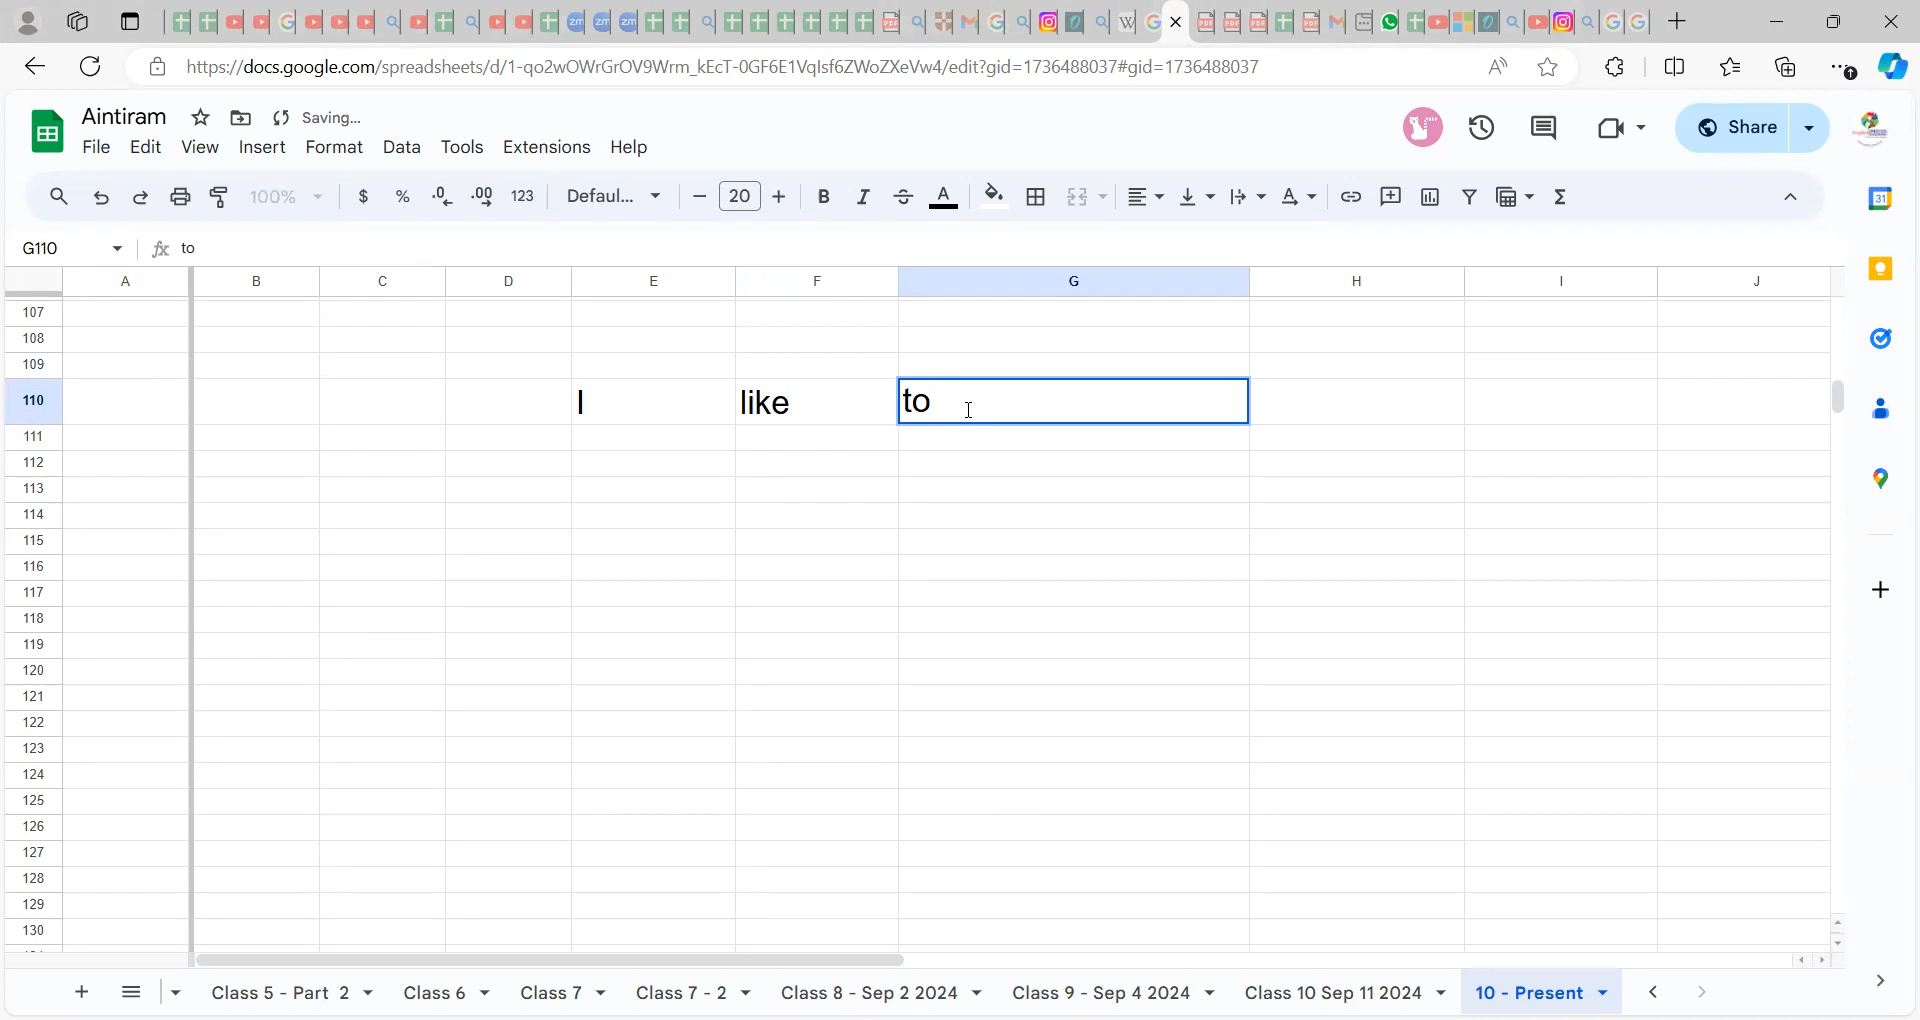 https://docs.google.com/spreadsheets/d/1-qo2wOWrGrOV9Wrm_kEcT-0GF6E1VqIsf6ZWoZXeVw4/edit?gid=1736488037#gid=1736488037
Aintiram Saving...
File Edit View Insert Format Data Tools Extensions Help
Share
100% $ % .0 .00 123 Defaul... 20 B I S A
31
G110 fx to
A B C D E F G H I J
107
108
109
110 I like to
111
112
113
114
115
116
117
118
119
120
121
122
123
124
125
126
127
128
129
130
Class 5 - Part 2 Class 6 Class 7 Class 7 - 2 Class 8 - Sep 2 2024 Class 9 - Sep 4 2024 Class 10 Sep 11 2024 10 - Present